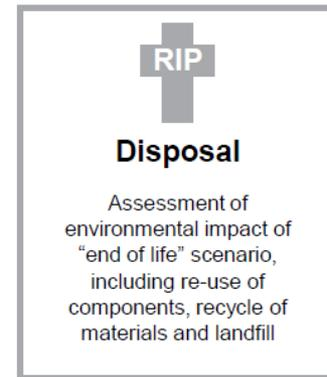 RIP
Disposal
Assessment of
environmental impact of
“end of life” scenario,
including re-use of
components, recycle of
materials and landfill